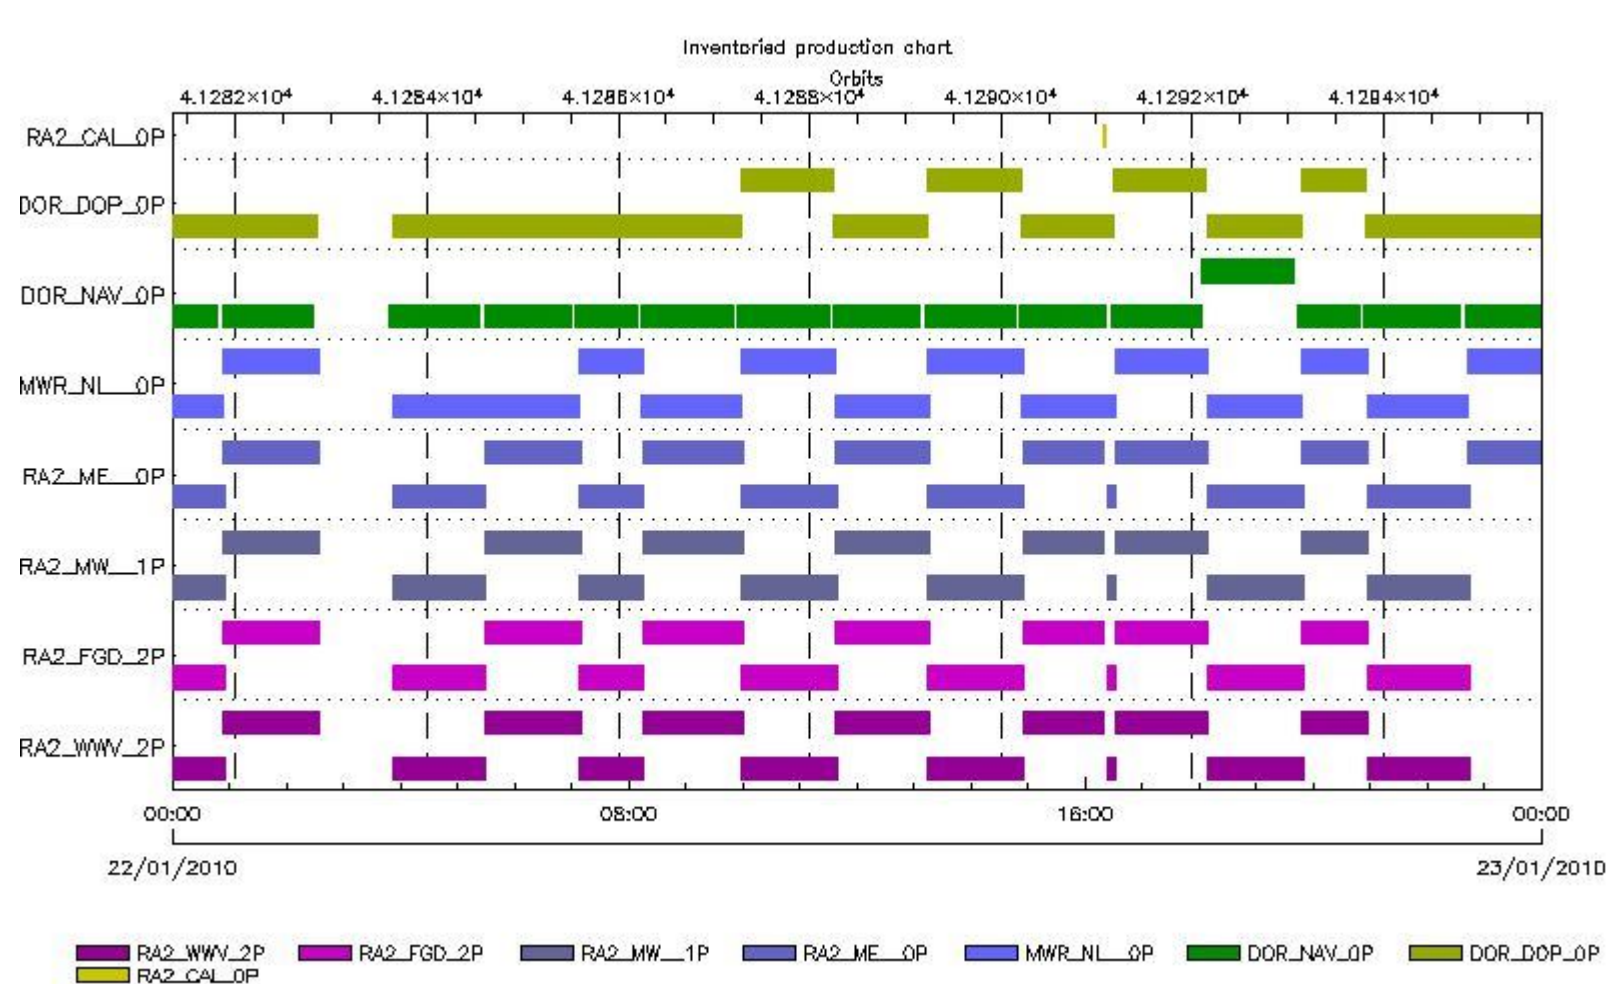 Inventoried production chart
Orbits
4.1282×10⁴ 4.1284×10⁴ 4.1286×10⁴ 4.1288×10⁴ 4.1290×10⁴ 4.1292×10⁴ 4.1294×10⁴
RA2_CAL_0P
DOR_DOP_0P
DOR_NAV_0P
MWR_NL__0P
RA2_ME__0P
RA2_MW__1P
RA2_FGD_2P
RA2_WWV_2P
00:00 08:00 16:00 00:00
22/01/2010 23/01/2010
RA2_WWV_2P RA2_FGD_2P RA2_MW__1P RA2_ME__0P MWR_NL__0P DOR_NAV_0P DOR_DOP_0P
RA2_CAL_0P